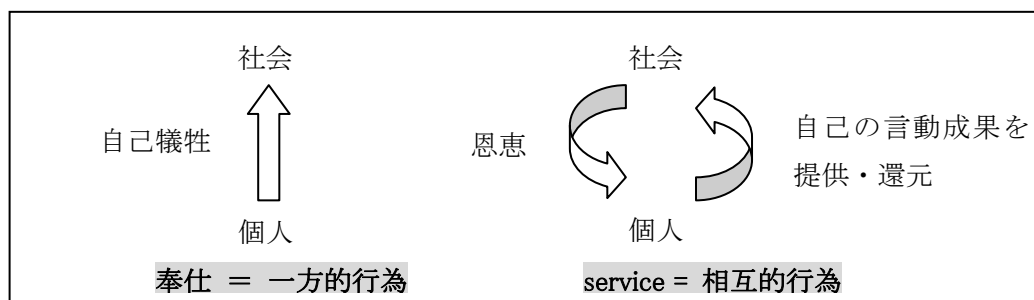 社会
自己犠牲
個人
奉仕 ＝ 一方的行為
社会
恩恵
自己の言動成果を
提供・還元
個人
service = 相互的行為